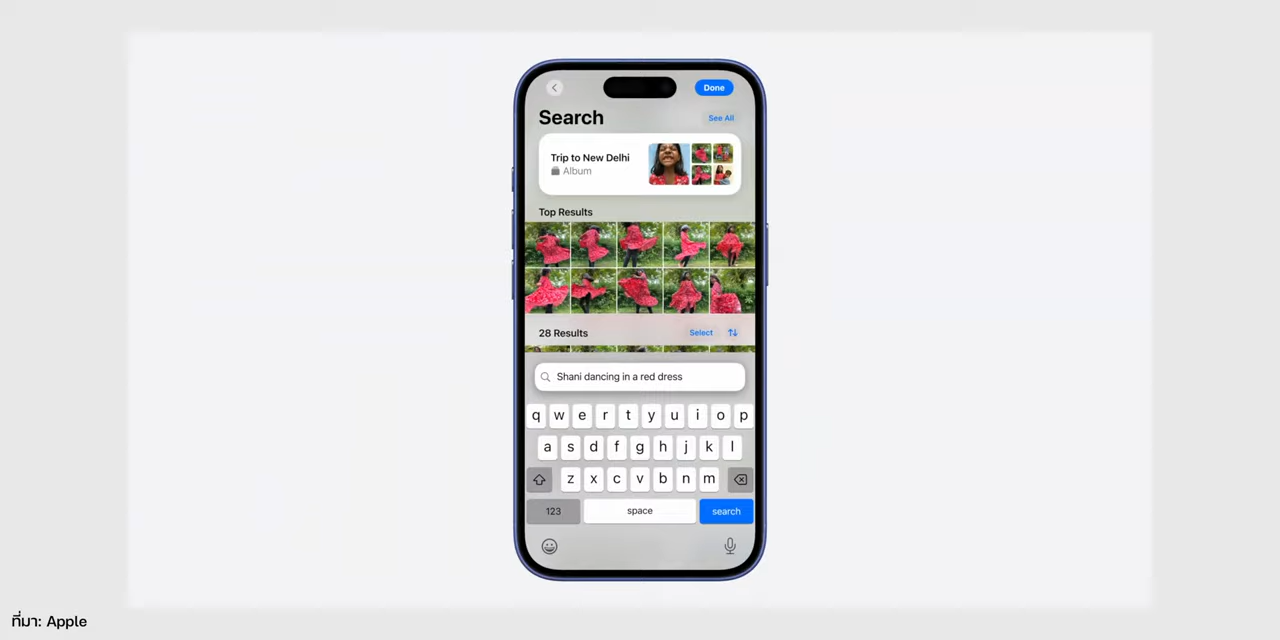 Done
Search
See All
Trip to New Delhi
Album
Top Results
28 Results
Select
Shani dancing in a red dress
q w e r t y u i o p
a s d f g h j k l
z x c v b n m
123 space search
ที่มา: Apple